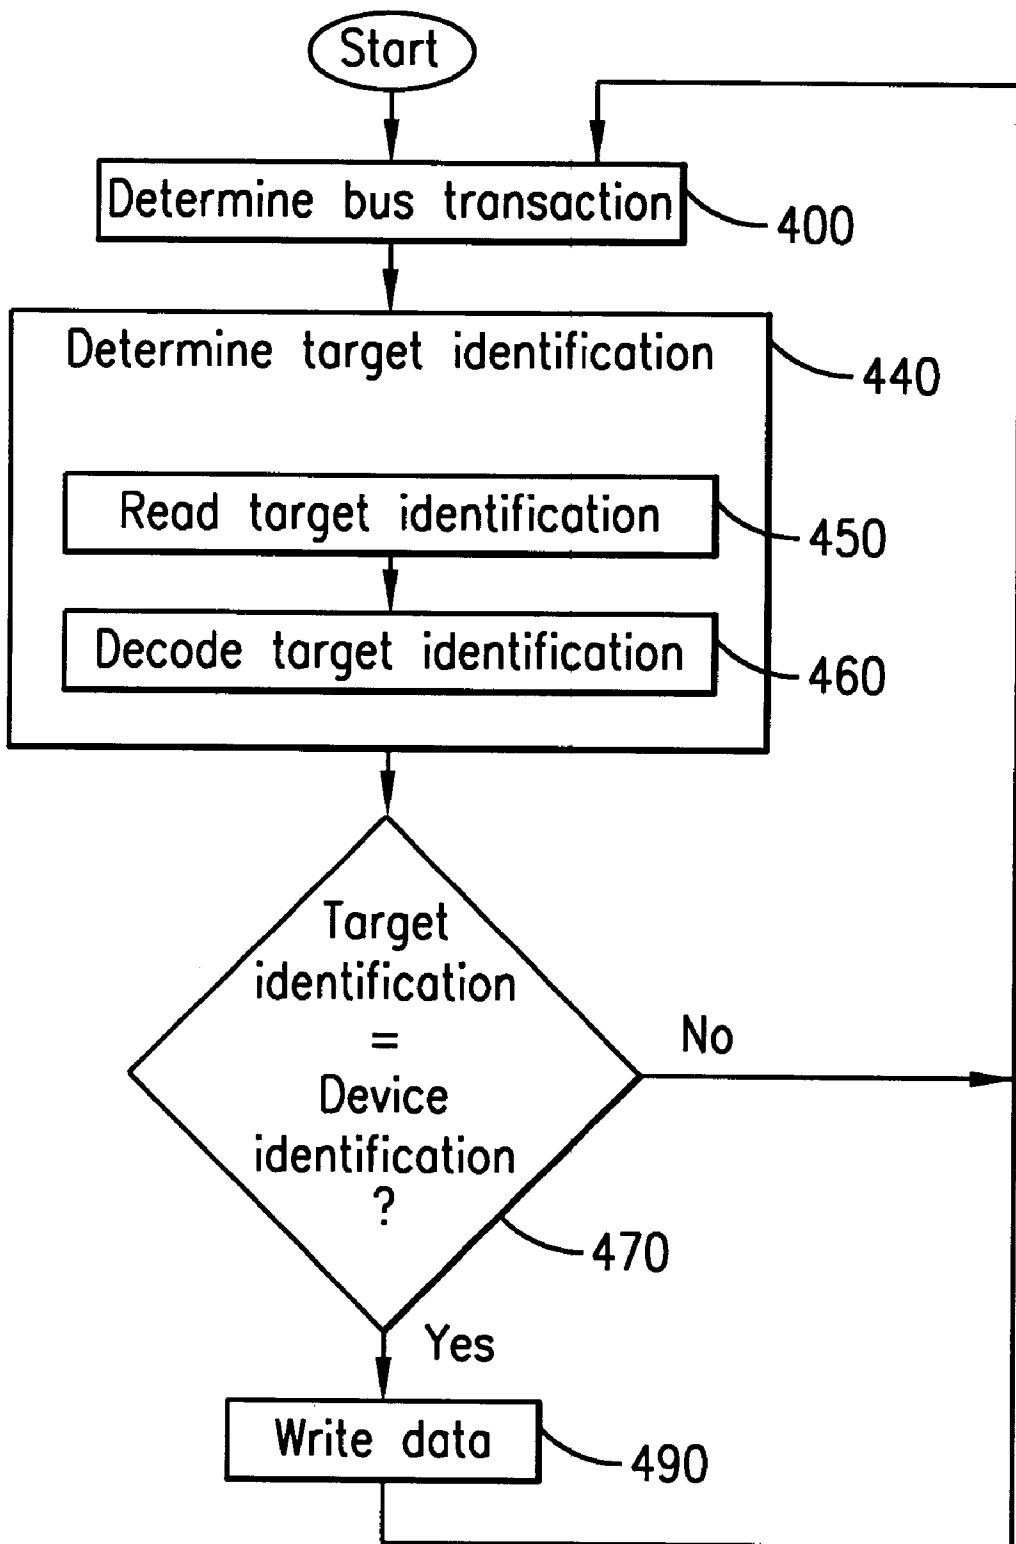 Start
Determine bus transaction
400
Determine target identification
440
Read target identification
450
Decode target identification
460
Target
identification
=
Device
identification
?
No
470
Yes
Write data
490